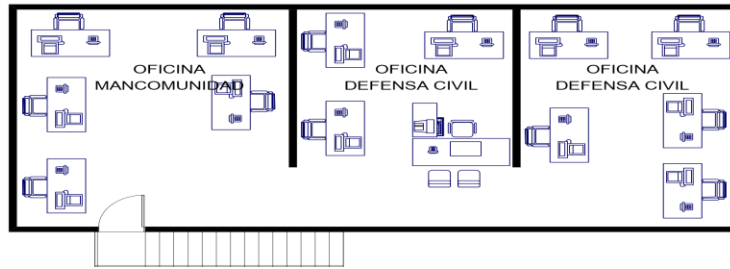 OFICINA
MANCOMUNIDAD
OFICINA
DEFENSA CIVIL
OFICINA
DEFENSA CIVIL